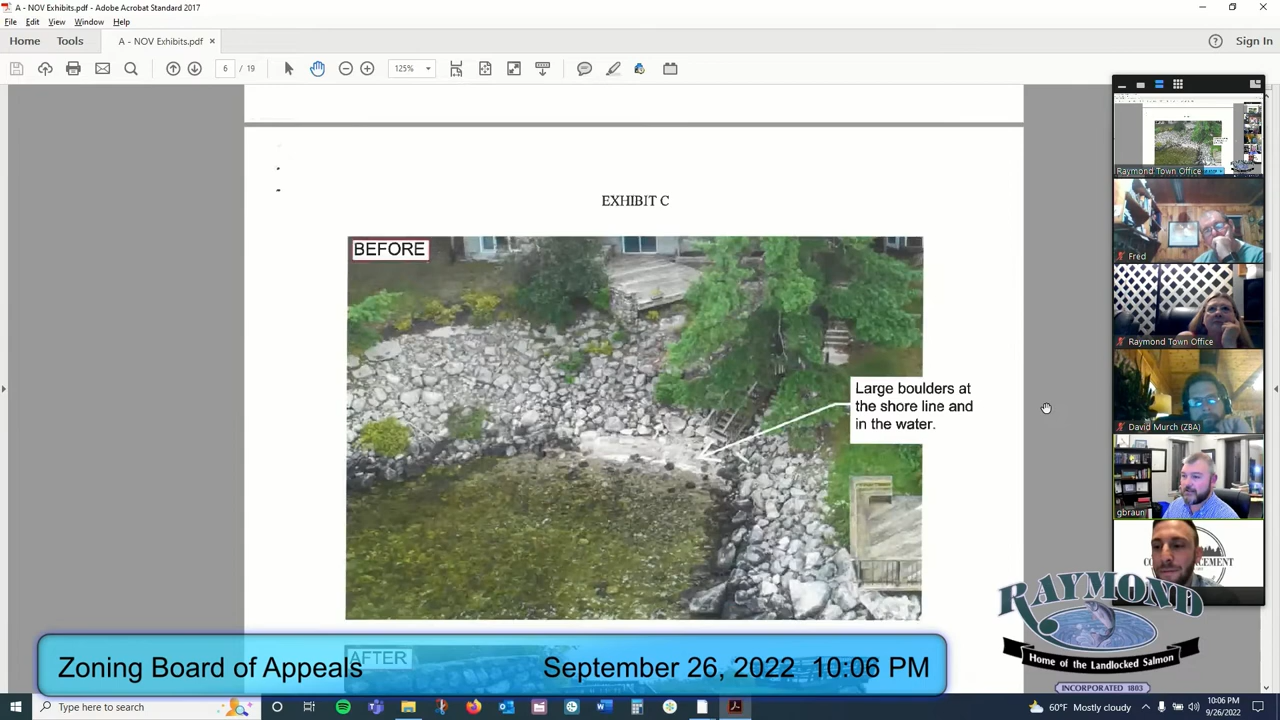 A - NOV Exhibits.pdf - Adobe Acrobat Standard 2017
File Edit View Window Help
Home Tools A - NOV Exhibits.pdf × Sign In
6 / 19 125%
EXHIBIT C
BEFORE
Large boulders at
the shore line and
in the water.
AFTER
Raymond Town Office
Fred
Raymond Town Office
David Murch (ZBA)
gbraun
RAYMOND
Home of the Landlocked Salmon
INCORPORATED 1803
Zoning Board of Appeals September 26, 2022 10:06 PM
Type here to search
60°F Mostly cloudy
10:06 PM
9/26/2022